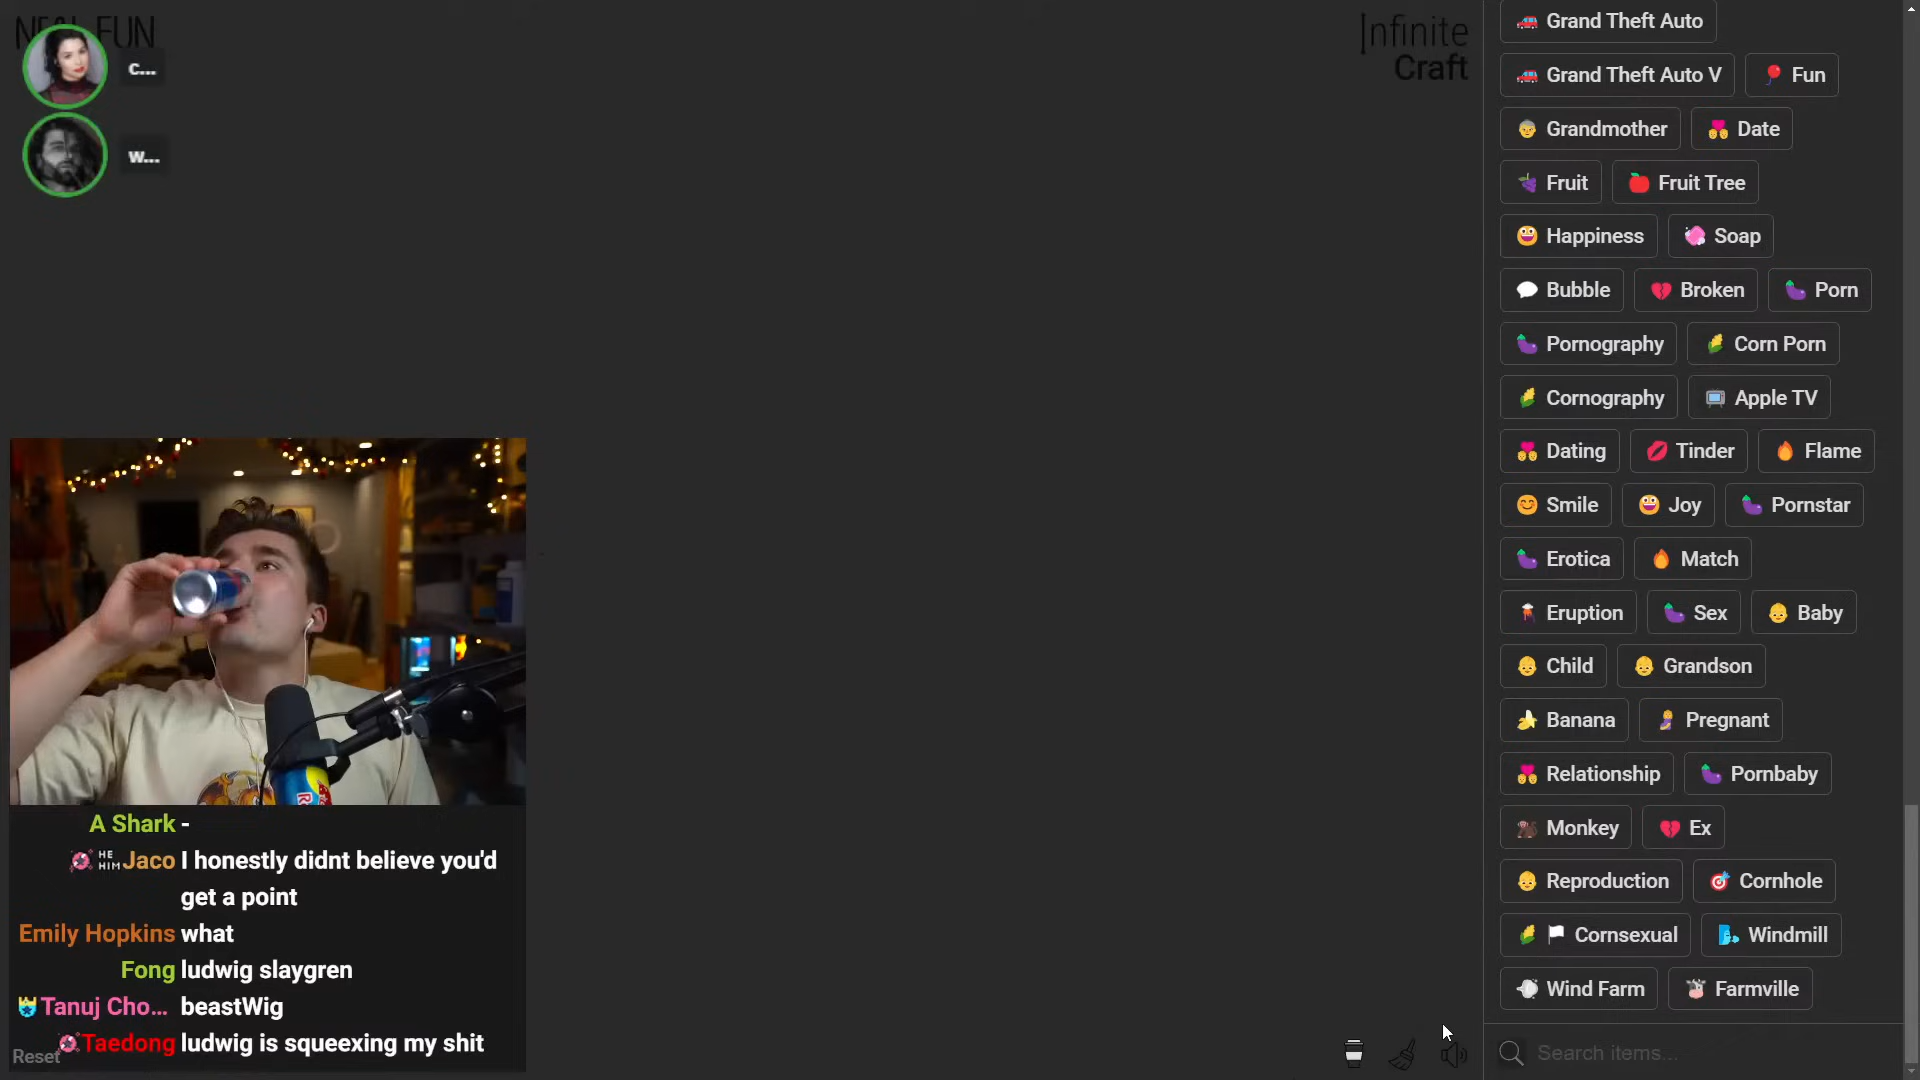 NEAL.FUN
Infinite
Craft
C...
W...
Grand Theft Auto
Grand Theft Auto V Fun
Grandmother Date
Fruit Fruit Tree
Happiness Soap
Bubble Broken Porn
Pornography Corn Porn
Cornography Apple TV
Dating Tinder Flame
Smile Joy Pornstar
Erotica Match
Eruption Sex Baby
Child Grandson
Banana Pregnant
Relationship Pornbaby
Monkey Ex
Reproduction Cornhole
Cornsexual Windmill
Wind Farm Farmville
Search items...
A Shark -
HE HIM Jaco I honestly didnt believe you'd
get a point
Emily Hopkins what
Fong ludwig slaygren
Tanuj Cho... beastWig
Taedong ludwig is squeexing my shit
Reset